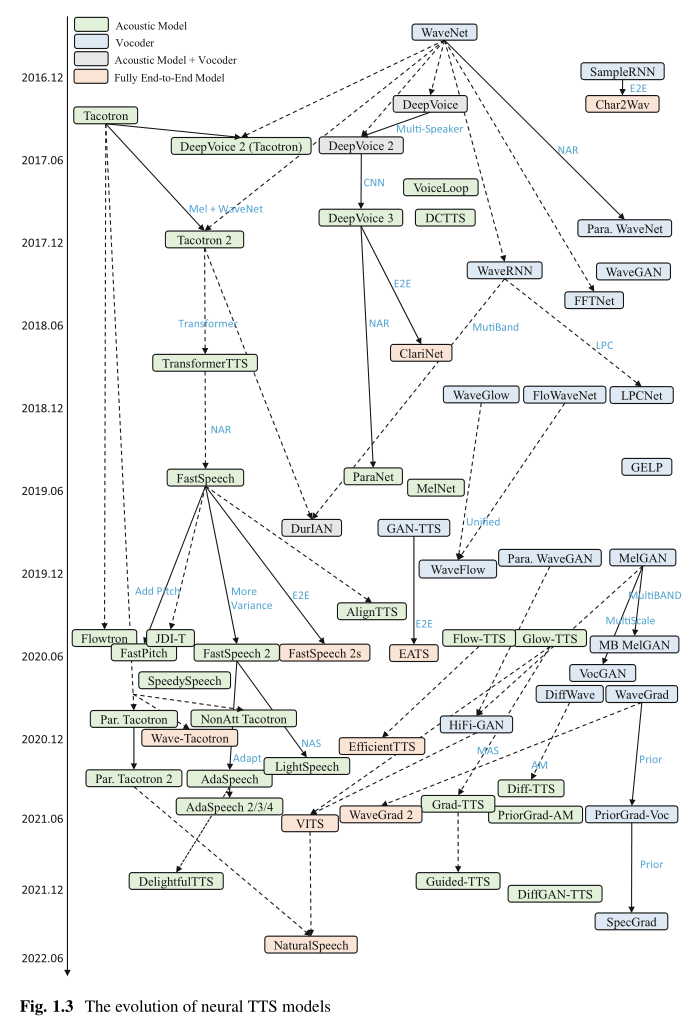 Acoustic Model
Vocoder
Acoustic Model + Vocoder
Fully End-to-End Model
WaveNet
2016.12
SampleRNN
E2E
Char2Wav
DeepVoice
Tacotron
Multi-Speaker
DeepVoice 2 (Tacotron)
DeepVoice 2
2017.06
NAR
CNN
VoiceLoop
Mel + WaveNet
DeepVoice 3
DCTTS
Para. WaveNet
2017.12
Tacotron 2
WaveRNN
WaveGAN
E2E
FFTNet
2018.06
Transformer
NAR
MutiBand
LPC
ClariNet
TransformerTTS
WaveGlow
FloWaveNet
LPCNet
2018.12
NAR
GELP
FastSpeech
ParaNet
MelNet
2019.06
DurIAN
GAN-TTS
Unified
Para. WaveGAN
MelGAN
WaveFlow
2019.12
Add Pitch
More
Variance
E2E
MultiBAND
AlignTTS
E2E
MultiScale
Flowtron
JDI-T
Flow-TTS
Glow-TTS
MB MelGAN
2020.06
FastPitch
FastSpeech 2
FastSpeech 2s
EATS
VocGAN
SpeedySpeech
DiffWave
WaveGrad
Par. Tacotron
NonAtt Tacotron
HiFi-GAN
2020.12
Wave-Tacotron
NAS
EfficientTTS
MAS
Adapt
LightSpeech
AM
Prior
Par. Tacotron 2
AdaSpeech
Diff-TTS
AdaSpeech 2/3/4
Grad-TTS
2021.06
VITS
WaveGrad 2
PriorGrad-AM
PriorGrad-Voc
Prior
DelightfulTTS
Guided-TTS
2021.12
DiffGAN-TTS
SpecGrad
NaturalSpeech
2022.06
Fig. 1.3 The evolution of neural TTS models